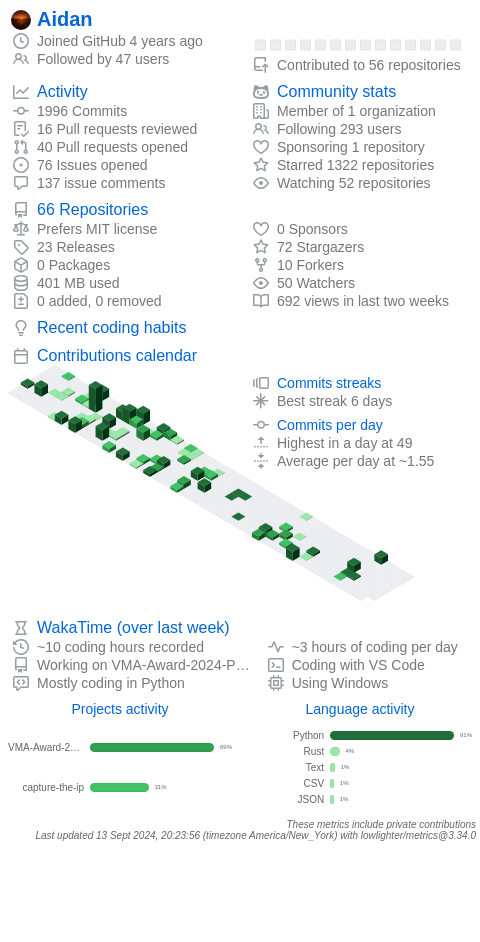 Aidan
Joined GitHub 4 years ago
Followed by 47 users
Contributed to 56 repositories
Activity
1996 Commits
16 Pull requests reviewed
40 Pull requests opened
76 Issues opened
137 issue comments
Community stats
Member of 1 organization
Following 293 users
Sponsoring 1 repository
Starred 1322 repositories
Watching 52 repositories
66 Repositories
Prefers MIT license
23 Releases
0 Packages
401 MB used
0 added, 0 removed
0 Sponsors
72 Stargazers
10 Forkers
50 Watchers
692 views in last two weeks
Recent coding habits
Contributions calendar
Commits streaks
Best streak 6 days
Commits per day
Highest in a day at 49
Average per day at ~1.55
WakaTime (over last week)
~10 coding hours recorded
Working on VMA-Award-2024-P…
Mostly coding in Python
~3 hours of coding per day
Coding with VS Code
Using Windows
Projects activity
VMA-Award-2… 69%
capture-the-ip 31%
Language activity
Python 91%
Rust 4%
Text 1%
CSV 1%
JSON 1%
These metrics include private contributions
Last updated 13 Sept 2024, 20:23:56 (timezone America/New_York) with lowlighter/metrics@3.34.0